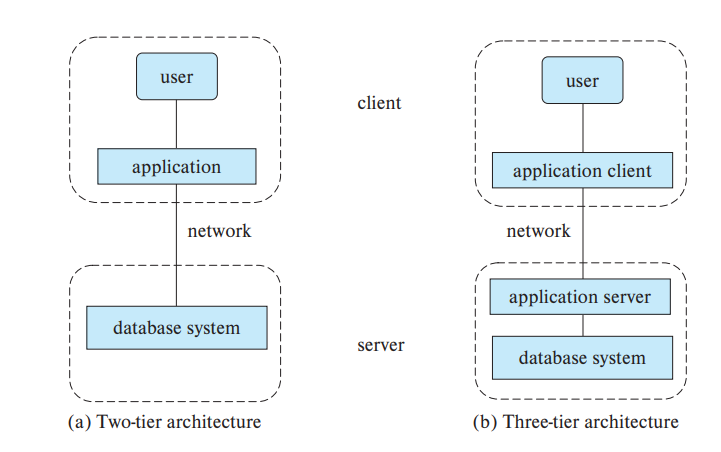 user
application
network
database system
(a) Two-tier architecture
client
server
user
application client
network
application server
database system
(b) Three-tier architecture